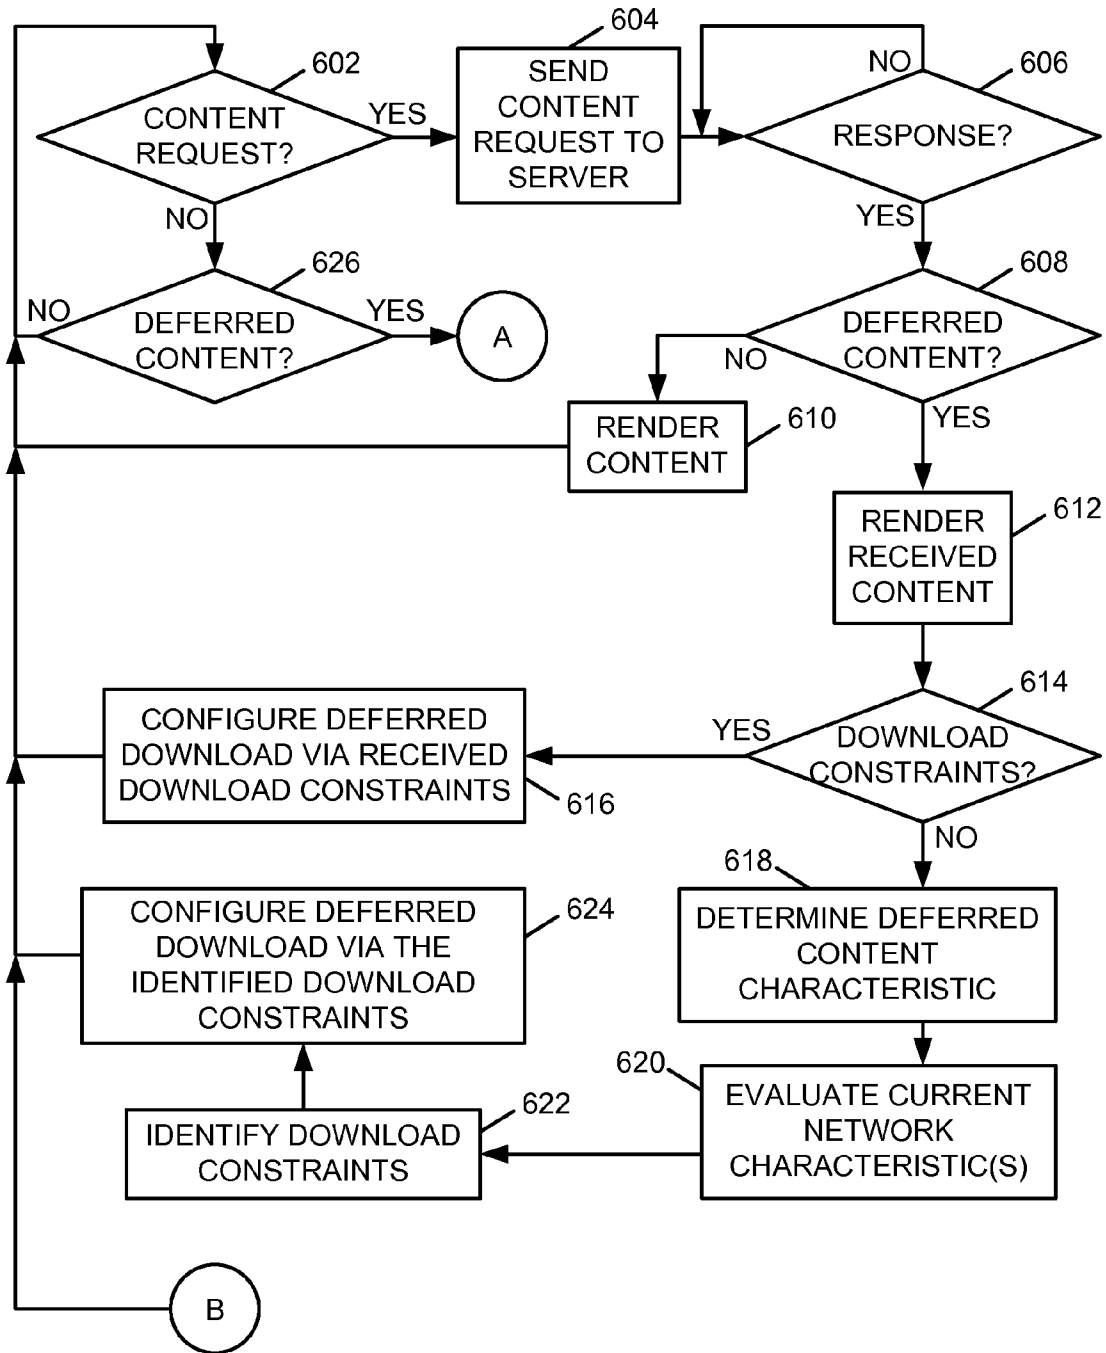 602
CONTENT
REQUEST?
YES
NO
604
SEND
CONTENT
REQUEST TO
SERVER
606
RESPONSE?
NO
YES
626
DEFERRED
CONTENT?
NO
YES
A
608
DEFERRED
CONTENT?
NO
YES
610
RENDER
CONTENT
612
RENDER
RECEIVED
CONTENT
614
DOWNLOAD
CONSTRAINTS?
YES
NO
CONFIGURE DEFERRED
DOWNLOAD VIA RECEIVED
DOWNLOAD CONSTRAINTS
616
618
DETERMINE DEFERRED
CONTENT
CHARACTERISTIC
620
EVALUATE CURRENT
NETWORK
CHARACTERISTIC(S)
622
IDENTIFY DOWNLOAD
CONSTRAINTS
624
CONFIGURE DEFERRED
DOWNLOAD VIA THE
IDENTIFIED DOWNLOAD
CONSTRAINTS
B